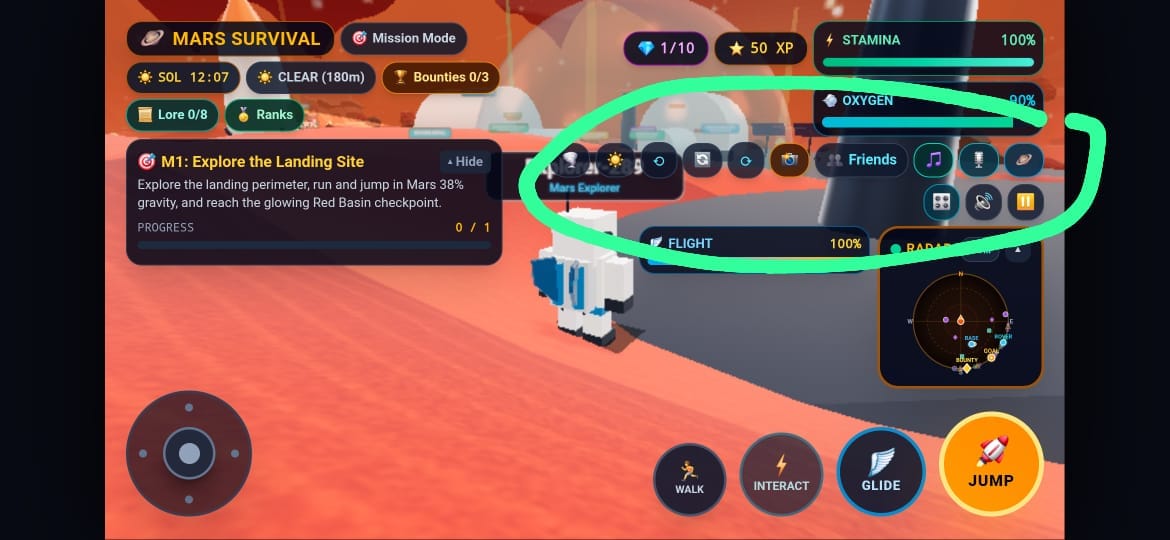 MARS SURVIVAL
Mission Mode
SOL 12:07
CLEAR (180m)
Bounties 0/3
Lore 0/8
Ranks
1/10
50 XP
STAMINA
100%
OXYGEN
90%
M1: Explore the Landing Site
Hide
Explore the landing perimeter, run and jump in Mars 38%
gravity, and reach the glowing Red Basin checkpoint.
PROGRESS
0 / 1
Mars Explorer
Friends
FLIGHT
100%
N
W
E
BASE
ROVER
BOUNTY
S
WALK
INTERACT
GLIDE
JUMP